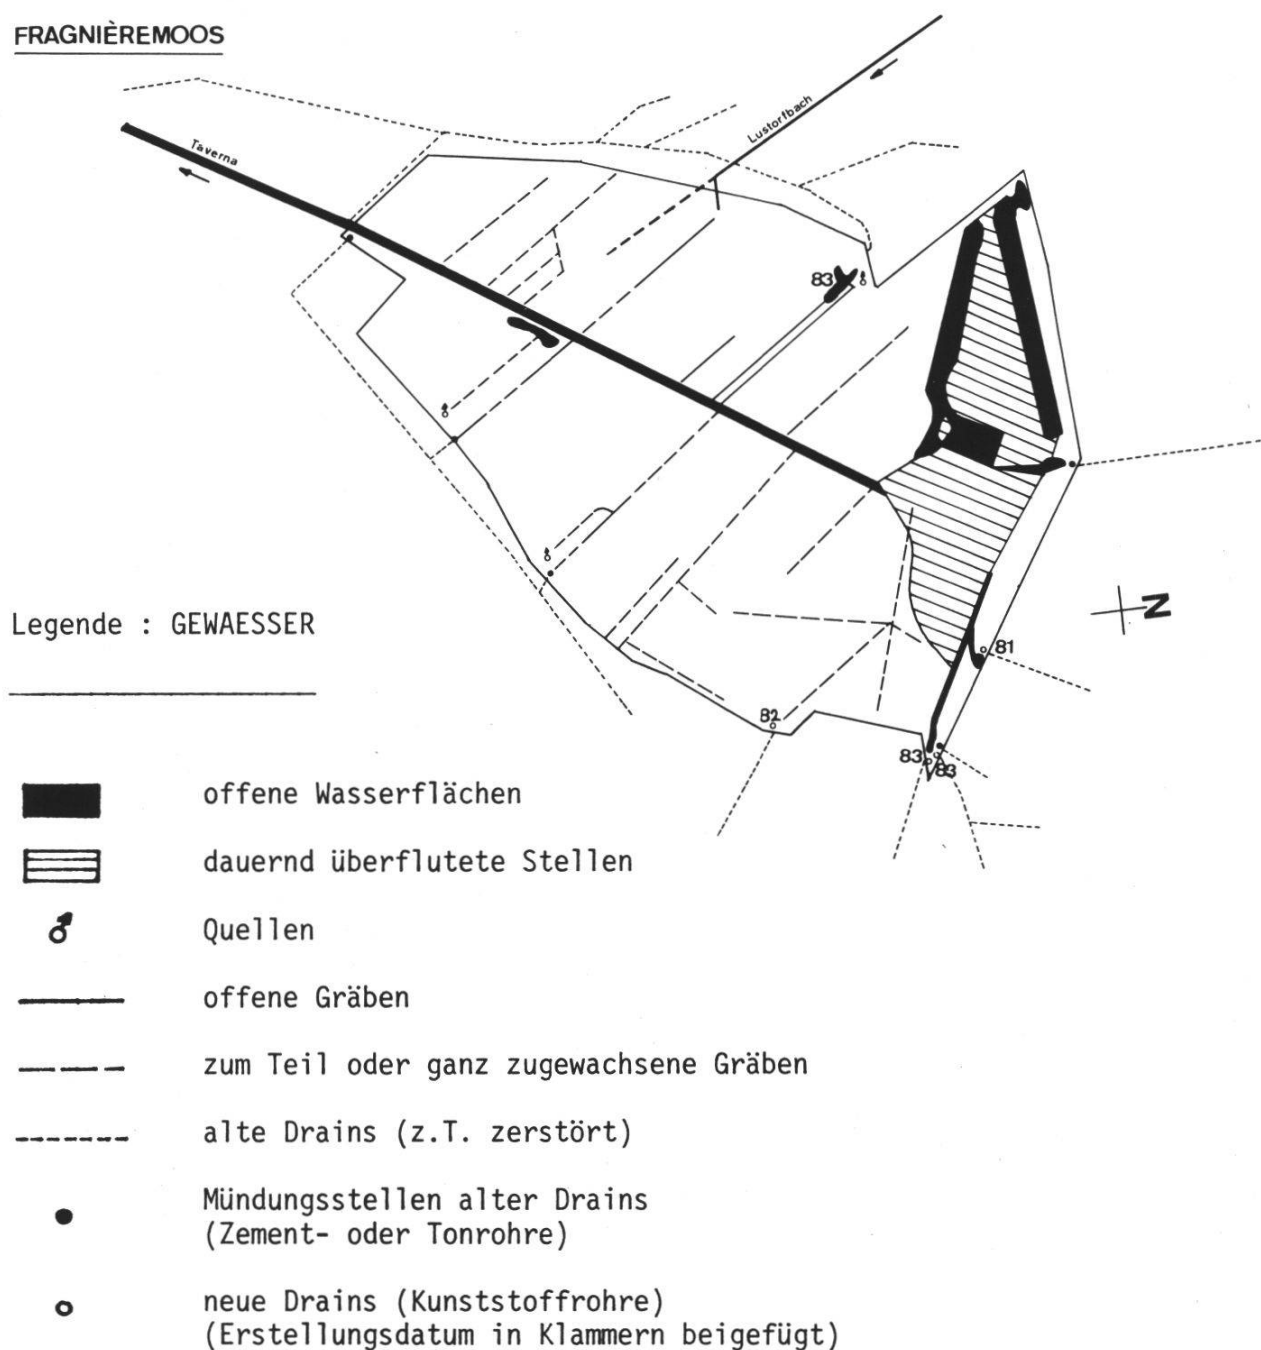 FRAGNIÈREMOOS
Lustorfbach
Taverna
83
N
81
82
83
83
Legende : GEWAESSER
offene Wasserflächen
dauernd überflutete Stellen
Quellen
offene Gräben
zum Teil oder ganz zugewachsene Gräben
alte Drains (z.T. zerstört)
Mündungsstellen alter Drains
(Zement- oder Tonrohre)
neue Drains (Kunststoffrohre)
(Erstellungsdatum in Klammern beigefügt)